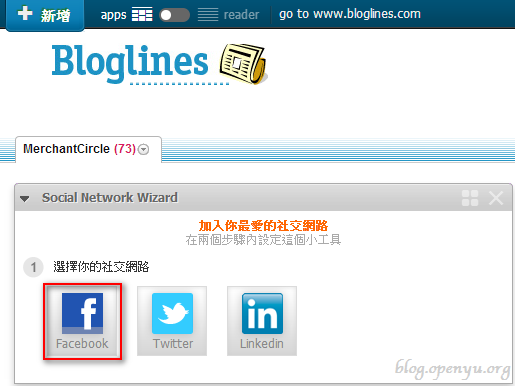 新增 apps reader go to www.bloglines.com
Bloglines
MerchantCircle (73)
Social Network Wizard
加入你最愛的社交網路
在兩個步驟內設定這個小工具
1 選擇你的社交網路
Facebook Twitter Linkedin
blog.openyu.org